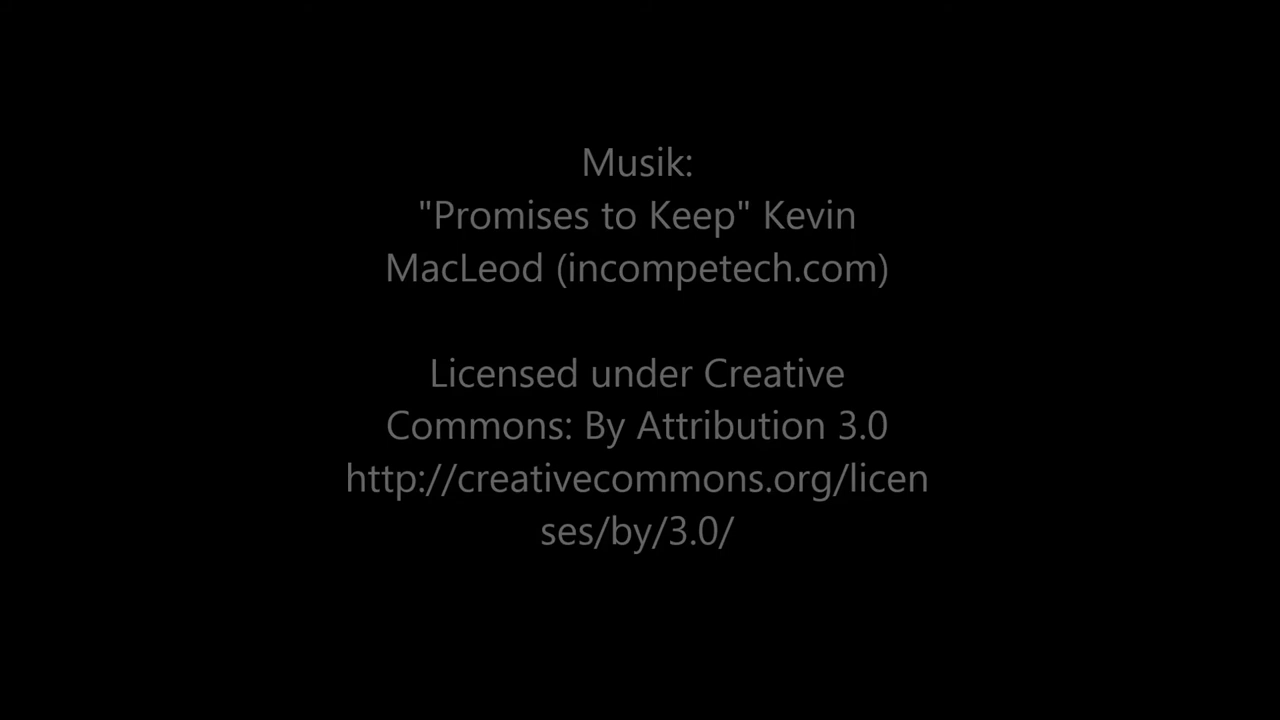 Musik:
"Promises to Keep" Kevin
MacLeod (incompetech.com)
Licensed under Creative
Commons: By Attribution 3.0
http://creativecommons.org/licen
ses/by/3.0/